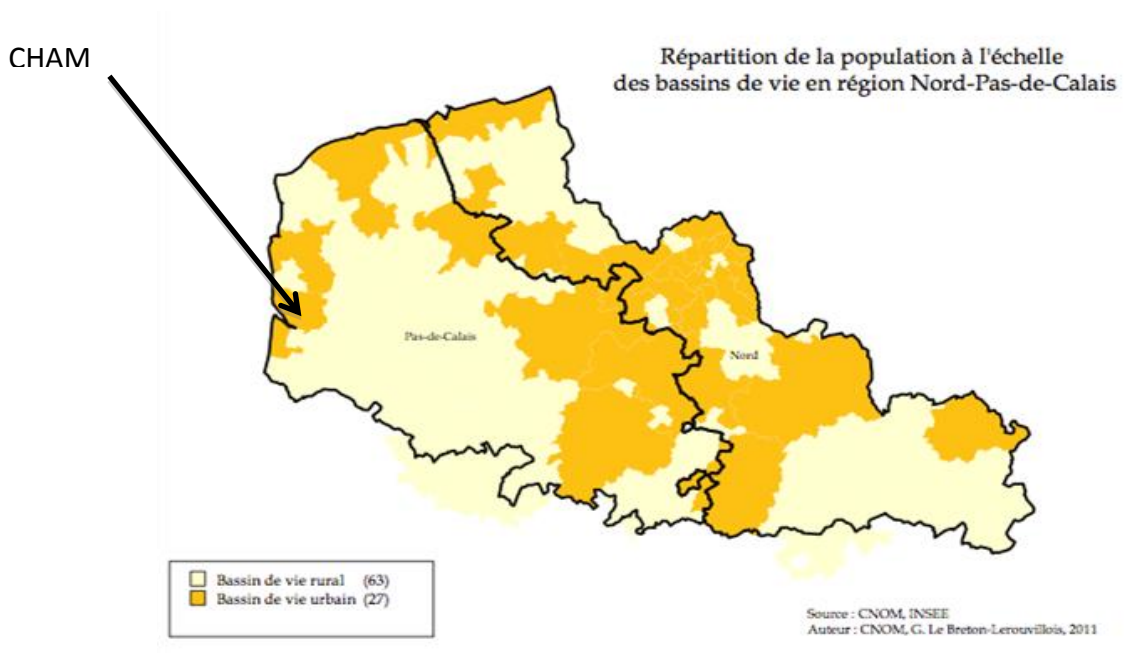 CHAM
Répartition de la population à l'échelle
des bassins de vie en région Nord-Pas-de-Calais
Pas-de-Calais
Nord
Bassin de vie rural (63)
Bassin de vie urbain (27)
Source : CNOM, INSEE
Auteur : CNOM, G. Le Breton-Lerouvillois, 2011